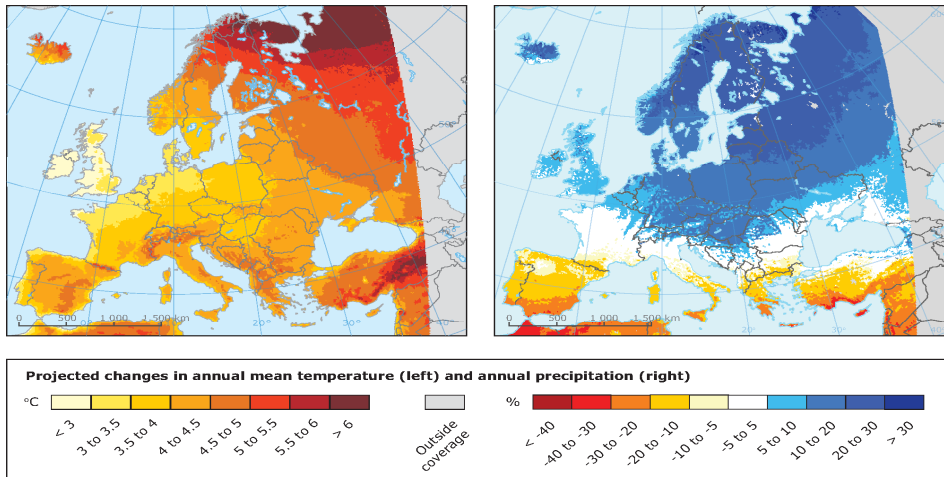 0 500 1 000 1 500 km
20° 30°
0 500 1 000 1 500 km
20° 30°
Projected changes in annual mean temperature (left) and annual precipitation (right)
°C
< 3
3 to 3.5
3.5 to 4
4 to 4.5
4.5 to 5
5 to 5.5
5.5 to 6
> 6
Outside
coverage
%
< -40
-40 to -30
-30 to -20
-20 to -10
-10 to -5
-5 to 5
5 to 10
10 to 20
20 to 30
> 30